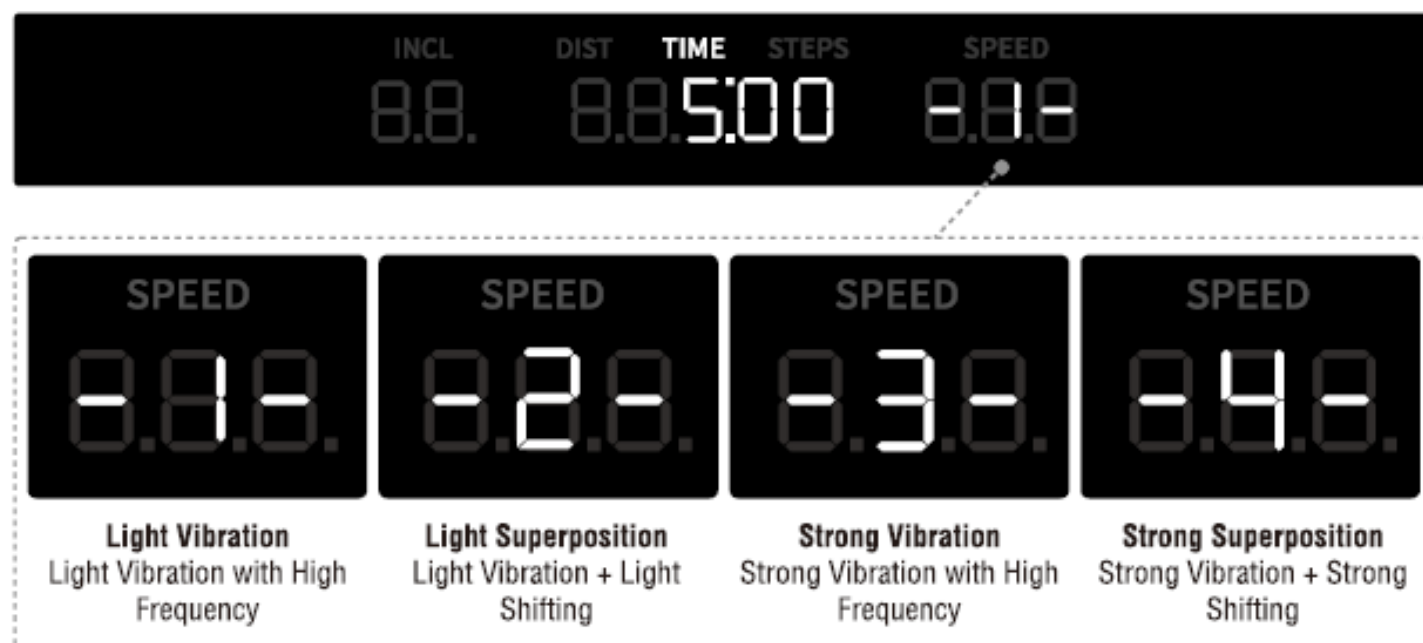 INCL DIST TIME STEPS SPEED
5:00 -1-
SPEED SPEED SPEED SPEED
-1- -2- -3- -4-
Light Vibration Light Superposition Strong Vibration Strong Superposition
Light Vibration with High Light Vibration + Light Strong Vibration with High Strong Vibration + Strong
Frequency Shifting Frequency Shifting